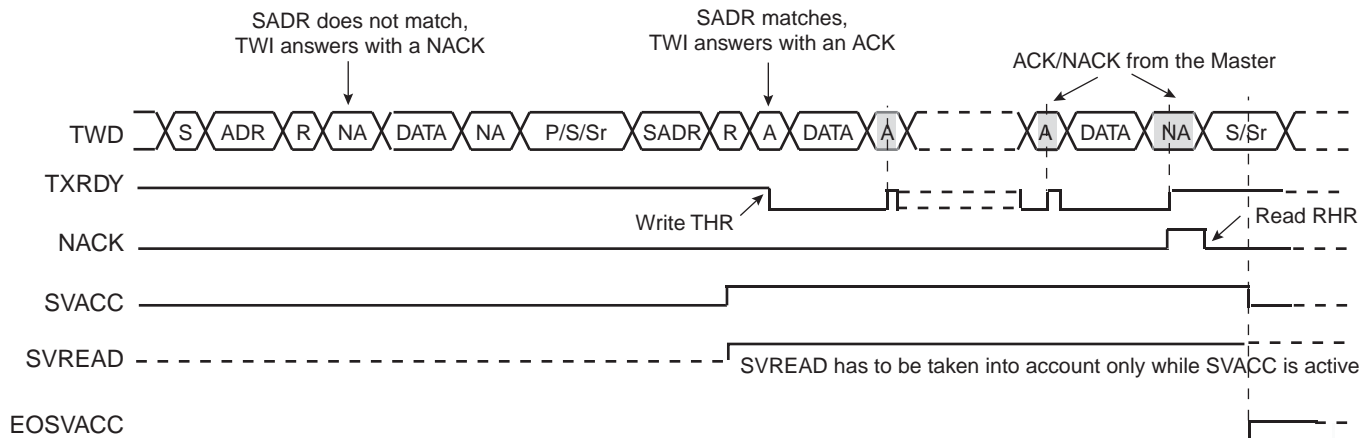 SADR does not match,
TWI answers with a NACK
SADR matches,
TWI answers with an ACK
ACK/NACK from the Master
TWD S ADR R NA DATA NA P/S/Sr SADR R A DATA A A DATA NA S/Sr
TXRDY
Write THR
Read RHR
NACK
SVACC
SVREAD
SVREAD has to be taken into account only while SVACC is active
EOSVACC